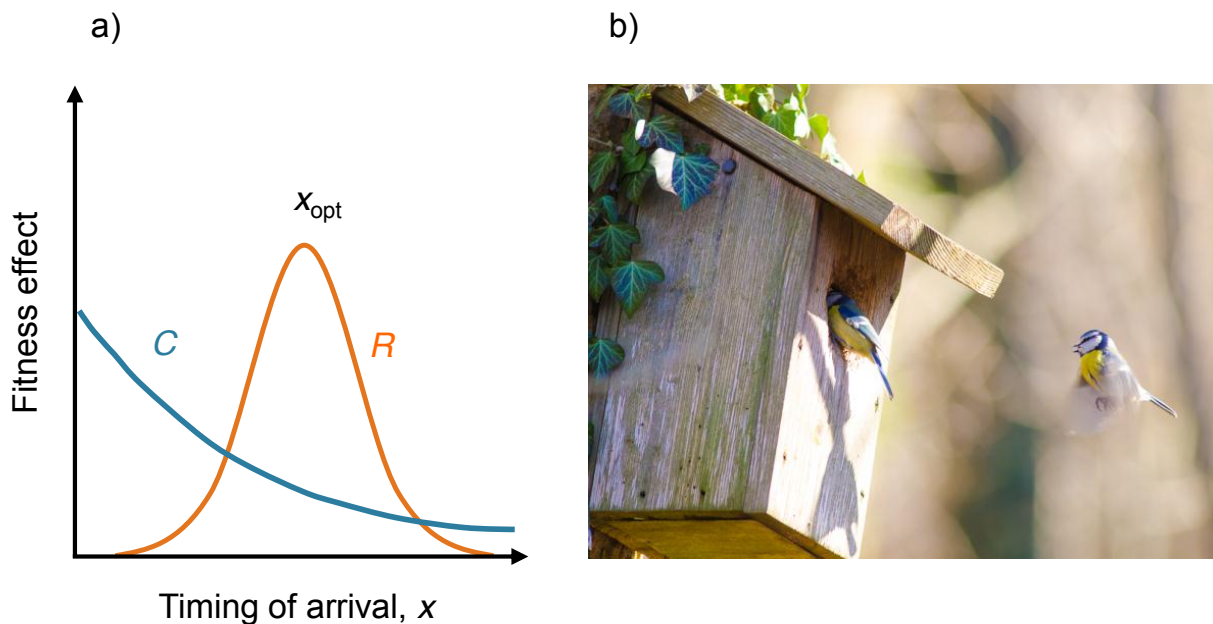 a)
b)
Fitness effect
x_opt
C
R
Timing of arrival, x